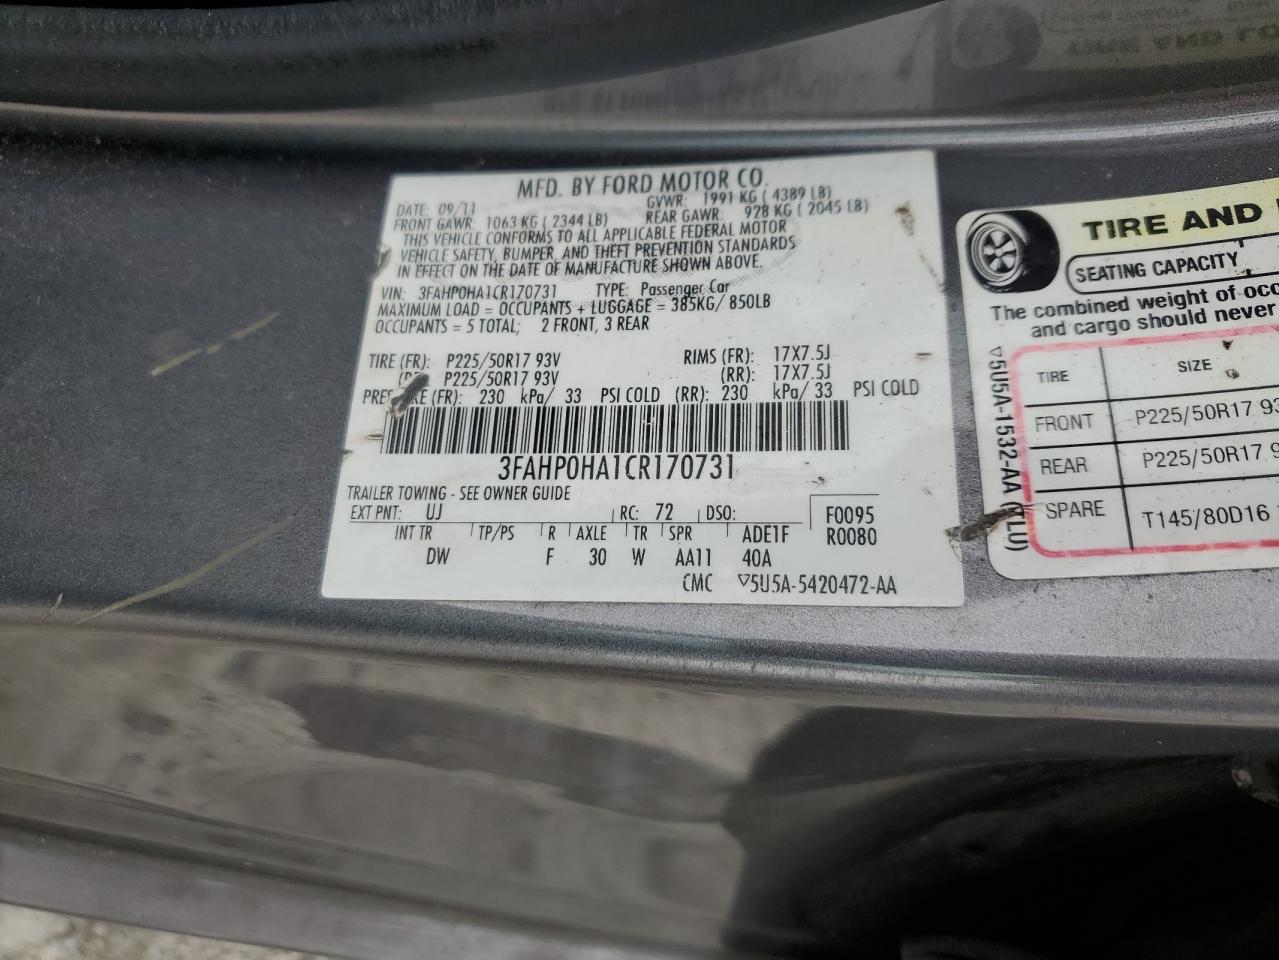 MFD. BY FORD MOTOR CO.
DATE: 09/11 GVWR: 1991 KG ( 4389 LB)
FRONT GAWR: 1063 KG ( 2344 LB) REAR GAWR: 928 KG ( 2045 LB)
THIS VEHICLE CONFORMS TO ALL APPLICABLE FEDERAL MOTOR
VEHICLE SAFETY, BUMPER, AND THEFT PREVENTION STANDARDS
IN EFFECT ON THE DATE OF MANUFACTURE SHOWN ABOVE.
VIN: 3FAHP0HA1CR170731 TYPE: Passenger Car
MAXIMUM LOAD = OCCUPANTS + LUGGAGE = 385KG/ 850LB
OCCUPANTS = 5 TOTAL; 2 FRONT, 3 REAR
TIRE (FR): P225/50R17 93V RIMS (FR): 17X7.5J
P225/50R17 93V (RR): 17X7.5J
(FR): 230 kPa/ 33 PSI COLD (RR): 230 kPa/ 33 PSI COLD
3FAHP0HA1CR170731
TRAILER TOWING - SEE OWNER GUIDE
EXT PNT: UJ RC: 72 DSO: F0095
INT TR TP/PS R AXLE TR SPR ADE1F R0080
DW F 30 W AA11 40A
CMC ▽5U5A-5420472-AA
TIRE AND
SEATING CAPACITY
The combined weight of occ
and cargo should never
▽5U5A-1532-AA (TLU)
TIRE SIZE
FRONT P225/50R17 93
REAR P225/50R17 9
SPARE T145/80D16